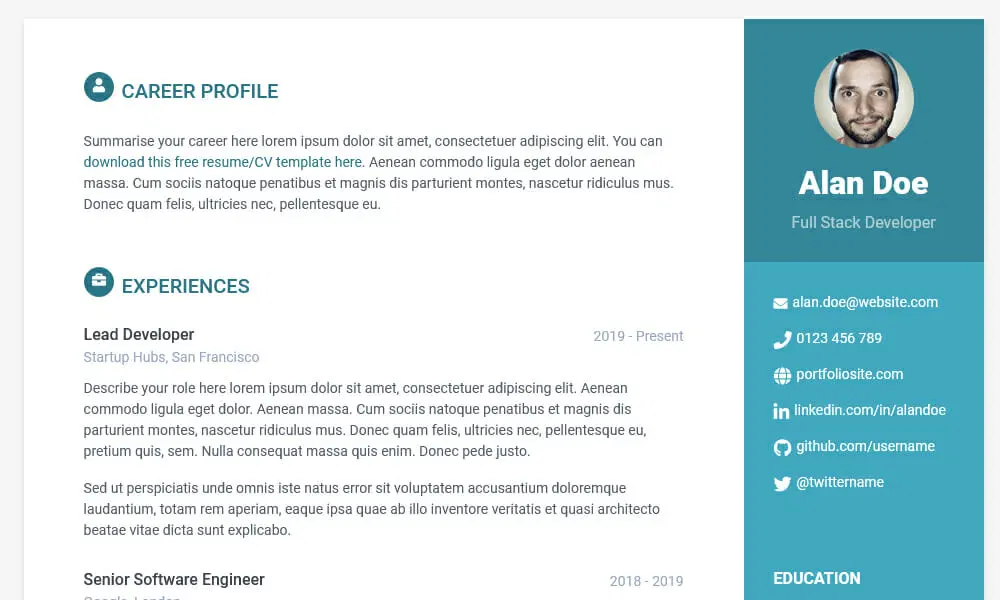 CAREER PROFILE
Summarise your career here lorem ipsum dolor sit amet, consectetuer adipiscing elit. You can
download this free resume/CV template here. Aenean commodo ligula eget dolor aenean
massa. Cum sociis natoque penatibus et magnis dis parturient montes, nascetur ridiculus mus.
Donec quam felis, ultricies nec, pellentesque eu.
EXPERIENCES
Lead Developer
2019 - Present
Startup Hubs, San Francisco
Describe your role here lorem ipsum dolor sit amet, consectetuer adipiscing elit. Aenean
commodo ligula eget dolor. Aenean massa. Cum sociis natoque penatibus et magnis dis
parturient montes, nascetur ridiculus mus. Donec quam felis, ultricies nec, pellentesque eu,
pretium quis, sem. Nulla consequat massa quis enim. Donec pede justo.
Sed ut perspiciatis unde omnis iste natus error sit voluptatem accusantium doloremque
laudantium, totam rem aperiam, eaque ipsa quae ab illo inventore veritatis et quasi architecto
beatae vitae dicta sunt explicabo.
Senior Software Engineer
2018 - 2019
Google, London
Alan Doe
Full Stack Developer
alan.doe@website.com
0123 456 789
portfoliosite.com
linkedin.com/in/alandoe
github.com/username
@twittername
EDUCATION